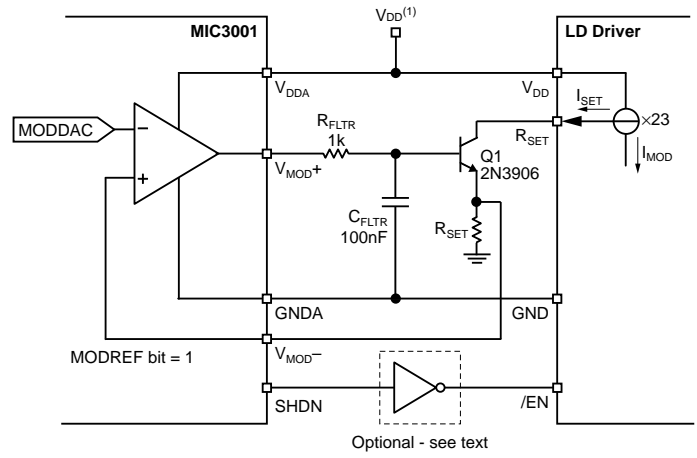 V_DD(1)
MIC3001
LD Driver
V_DDA
V_DD
I_SET
×23
MODDAC
R_FLTR
1k
R_SET
I_MOD
Q1
2N3906
V_MOD+
C_FLTR
100nF
R_SET
GNDA
GND
V_MOD−
MODREF bit = 1
SHDN
/EN
Optional - see text
−
+